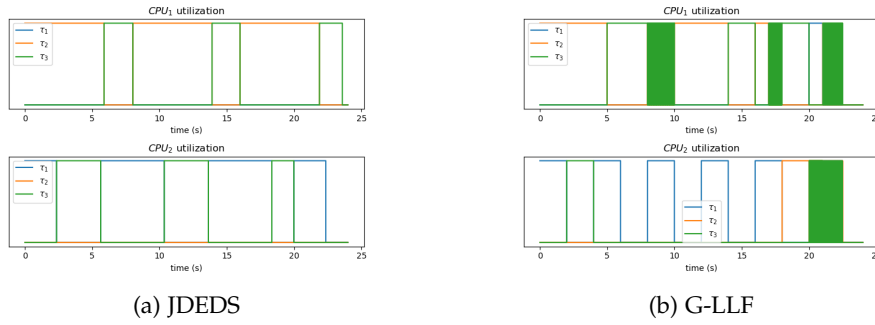 CPU₁ utilization
τ₁
τ₂
τ₃
0 5 10 15 20 25
time (s)
CPU₂ utilization
τ₁
τ₂
τ₃
0 5 10 15 20 25
time (s)
(a) JDEDS
CPU₁ utilization
τ₁
τ₂
τ₃
0 5 10 15 20 25
time (s)
CPU₂ utilization
τ₁
τ₂
τ₃
0 5 10 15 20 2
time (s)
(b) G-LLF